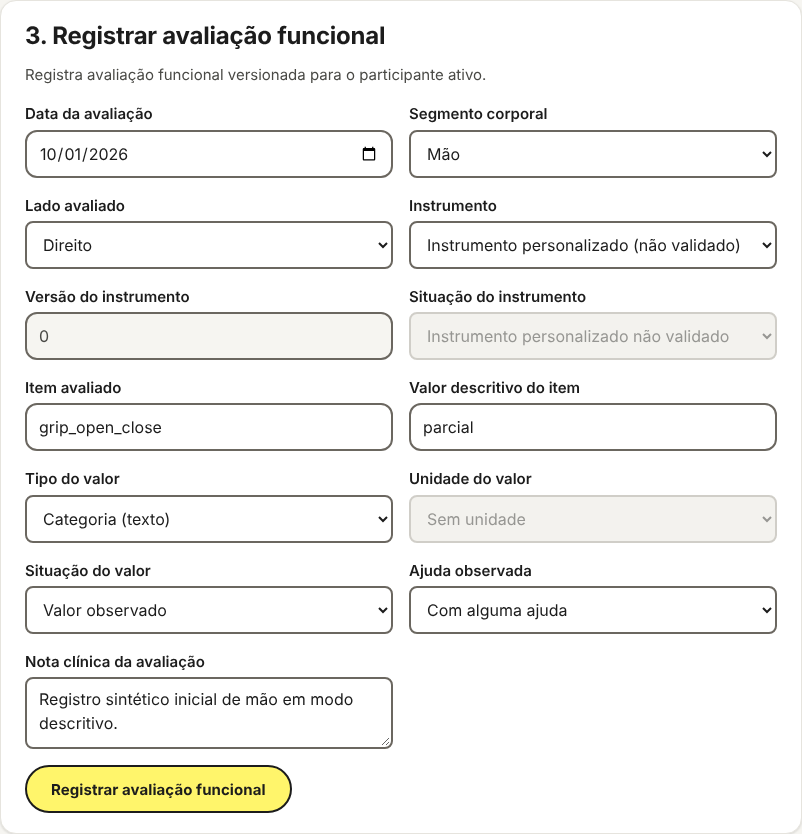 3. Registrar avaliação funcional
Registra avaliação funcional versionada para o participante ativo.
Data da avaliação
Segmento corporal
10/01/2026
Mão
Lado avaliado
Instrumento
Direito
Instrumento personalizado (não validado)
Versão do instrumento
Situação do instrumento
0
Instrumento personalizado não validado
Item avaliado
Valor descritivo do item
grip_open_close
parcial
Tipo do valor
Unidade do valor
Categoria (texto)
Sem unidade
Situação do valor
Ajuda observada
Valor observado
Com alguma ajuda
Nota clínica da avaliação
Registro sintético inicial de mão em modo
descritivo.
Registrar avaliação funcional